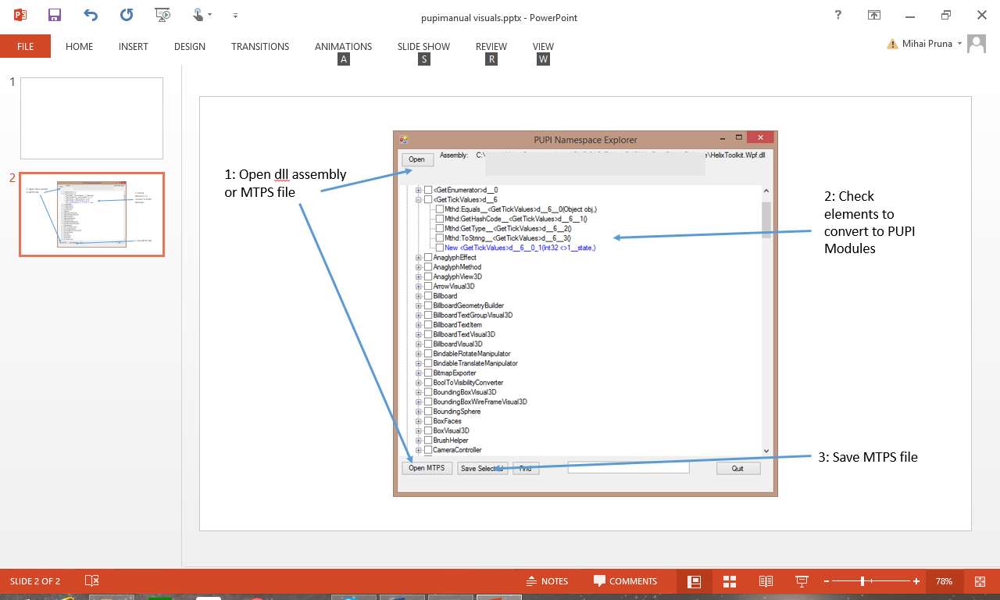 pupimanual visuals.pptx - PowerPoint
?
FILE HOME INSERT DESIGN TRANSITIONS ANIMATIONS SLIDE SHOW REVIEW VIEW
Mihai Pruna
A S R W
1
2
PUPI Namespace Explorer
Open Assembly: C:\ \HelixToolkit.Wpf.dll
1: Open dll assembly
or MTPS file
<GetEnumerator>d__0
<GetTickValues>d__6
Mthd:Equals__<GetTickValues>d__6__0(Object obj,)
Mthd:GetHashCode__<GetTickValues>d__6__1()
Mthd:GetType__<GetTickValues>d__6__2()
Mthd:ToString__<GetTickValues>d__6__3()
New <GetTickValues>d__6__0_1(Int32 <>1__state,)
AnaglyphEffect
AnaglyphMethod
AnaglyphView3D
ArrowVisual3D
Billboard
BillboardGeometryBuilder
BillboardTextGroupVisual3D
BillboardTextItem
BillboardTextVisual3D
BillboardVisual3D
BindableRotateManipulator
BindableTranslateManipulator
BitmapExporter
BoolToVisibilityConverter
BoundingBoxVisual3D
BoundingBoxWireFrameVisual3D
BoundingSphere
BoxFaces
BoxVisual3D
BrushHelper
CameraController
2: Check
elements to
convert to PUPI
Modules
Open MTPS Save Selected Find Quit
3: Save MTPS file
SLIDE 2 OF 2 NOTES COMMENTS 78%